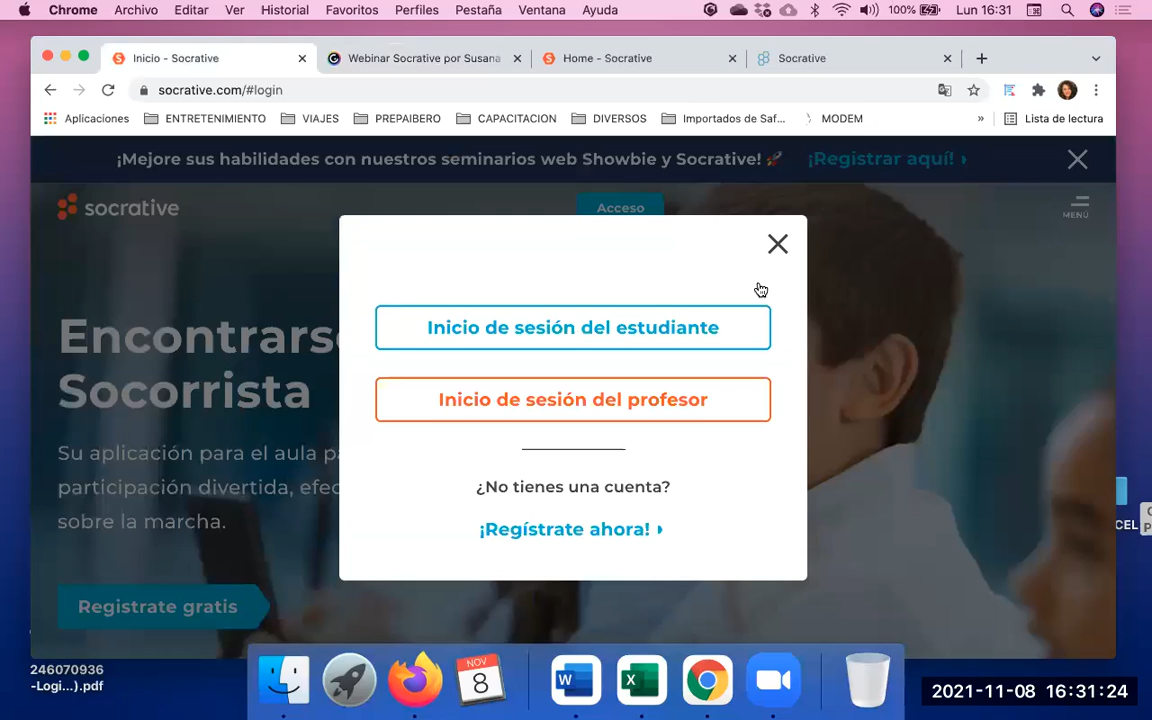 Chrome Archivo Editar Ver Historial Favoritos Perfiles Pestaña Ventana Ayuda 100% Lun 16:31
Inicio - Socrative Webinar Socrative por Susana Home - Socrative Socrative
socrative.com/#login
Aplicaciones ENTRETENIMIENTO VIAJES PREPAIBERO CAPACITACION DIVERSOS Importados de Saf... MODEM » Lista de lectura
¡Mejore sus habilidades con nuestros seminarios web Showbie y Socrative! 🚀 ¡Registrar aquí!
socrative Acceso MENÚ
Inicio de sesión del estudiante
Encontrarse
Socorrista
Inicio de sesión del profesor
Su aplicación para el aula
participación divertida,
sobre la marcha.
¿No tienes una cuenta?
¡Regístrate ahora!
Registrate gratis
246070936
-Logi...).pdf
NOV
8
W
X
2021-11-08 16:31:24